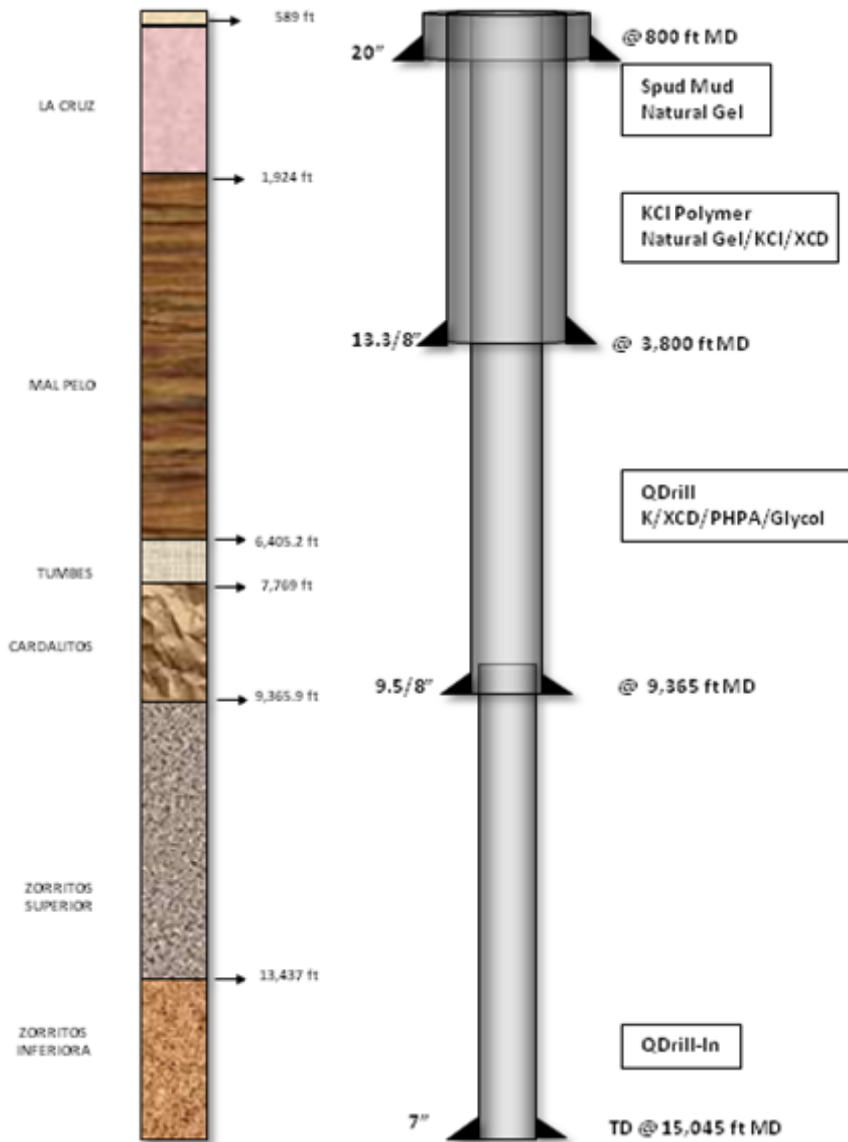 589 ft
20”
@ 800 ft MD
Spud Mud
Natural Gel
LA CRUZ
1,924 ft
KCl Polymer
Natural Gel/KCl/XCD
13.3/8”
@ 3,800 ft MD
MAL PELO
QDrill
K/XCD/PHPA/Glycol
6,405.2 ft
TUMBES
7,769 ft
CARDALITOS
9.5/8”
@ 9,365 ft MD
9,365.9 ft
ZORRITOS
SUPERIOR
13,437 ft
ZORRITOS
INFERIORA
QDrill-In
7”
TD @ 15,045 ft MD